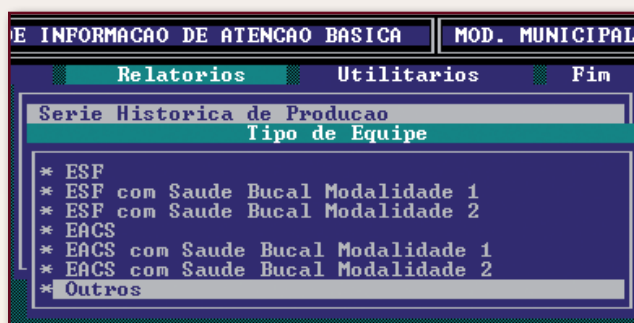 E INFORMACAO DE ATENCAO BASICA MOD. MUNICIPAL
Relatorios Utilitarios Fim
Serie Historica de Producao
Tipo de Equipe
* ESF
* ESF com Saude Bucal Modalidade 1
* ESF com Saude Bucal Modalidade 2
* EACS
* EACS com Saude Bucal Modalidade 1
* EACS com Saude Bucal Modalidade 2
* Outros